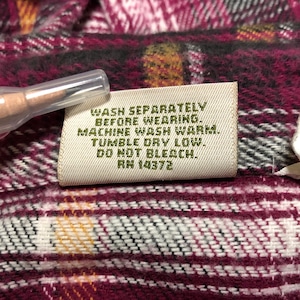 WASH SEPARATELY
BEFORE WEARING.
MACHINE WASH WARM.
TUMBLE DRY LOW.
DO NOT BLEACH.
RN 14372